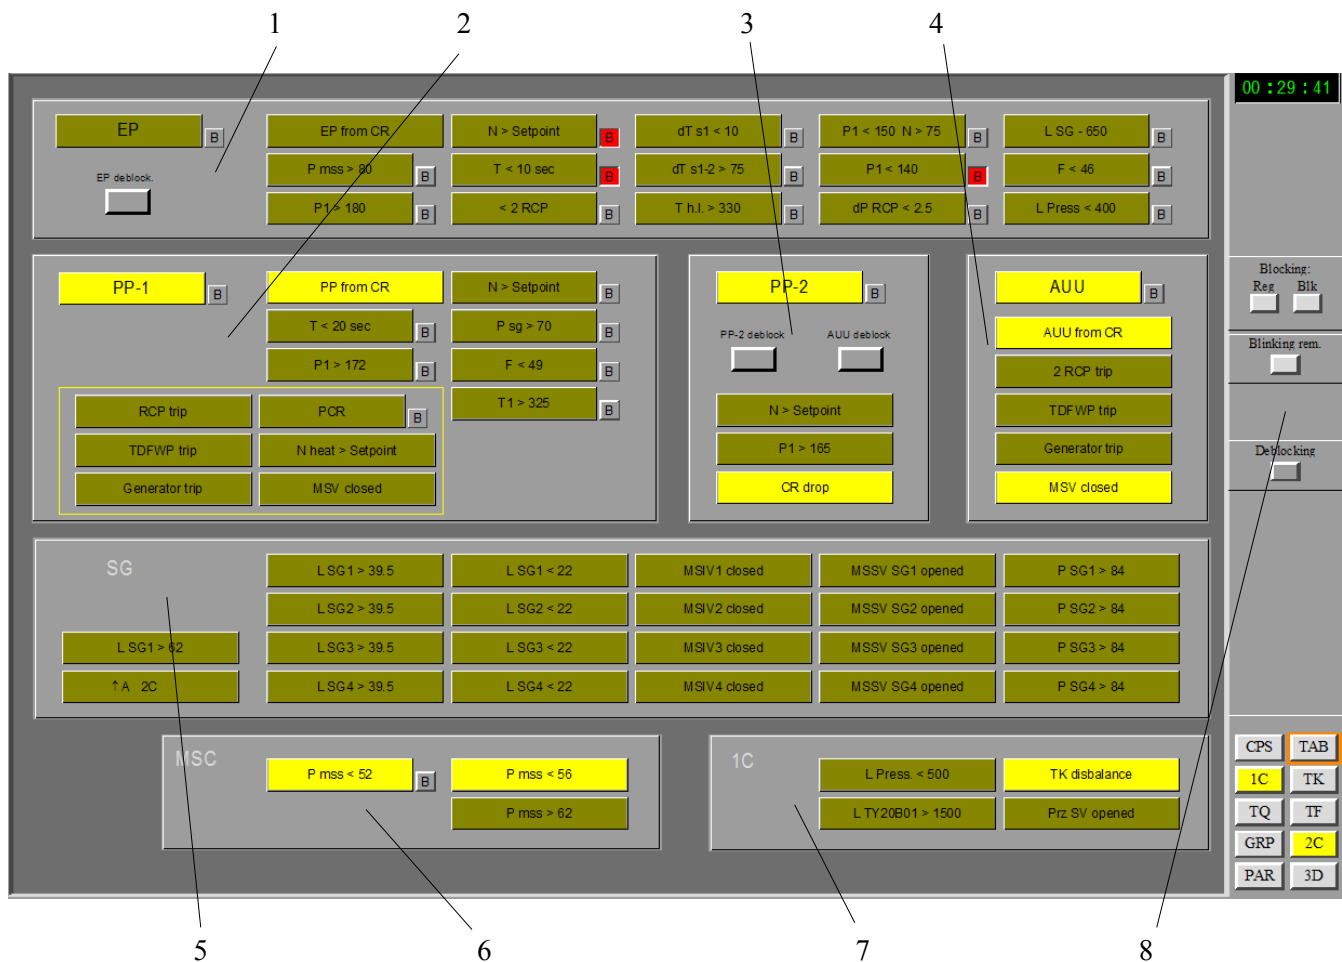 1 2 3 4
00 : 29 : 41
EP B EP from CR N > Setpoint B dT s1 < 10 B P1 < 150 N > 75 B L SG - 650 B
EP deblock. P mss > 80 B T < 10 sec B dT s1-2 > 75 B P1 < 140 B F < 46 B
P1 > 180 B < 2 RCP B T h.l. > 330 B dP RCP < 2.5 B L Press < 400 B
PP-1 B PP from CR N > Setpoint B
T < 20 sec B P sg > 70 B
P1 > 172 B F < 49 B
T1 > 325 B
RCP trip PCR B
TDFWP trip N heat > Setpoint
Generator trip MSV closed
PP-2 B
PP-2 deblock AUU deblock
N > Setpoint
P1 > 165
CR drop
AUU B
AUU from CR
2 RCP trip
TDFWP trip
Generator trip
MSV closed
Blocking:
Reg Blk
Blinking rem.
Deblocking
SG L SG1 > 39.5 L SG1 < 22 MSIV1 closed MSSV SG1 opened P SG1 > 84
L SG2 > 39.5 L SG2 < 22 MSIV2 closed MSSV SG2 opened P SG2 > 84
L SG1 > 62 L SG3 > 39.5 L SG3 < 22 MSIV3 closed MSSV SG3 opened P SG3 > 84
↑A 2C L SG4 > 39.5 L SG4 < 22 MSIV4 closed MSSV SG4 opened P SG4 > 84
MSC P mss < 52 B P mss < 56
P mss > 62
1C L Press. < 500 TK disbalance
L TY20B01 > 1500 Prz SV opened
CPS TAB
1C TK
TQ TF
GRP 2C
PAR 3D
5 6 7 8